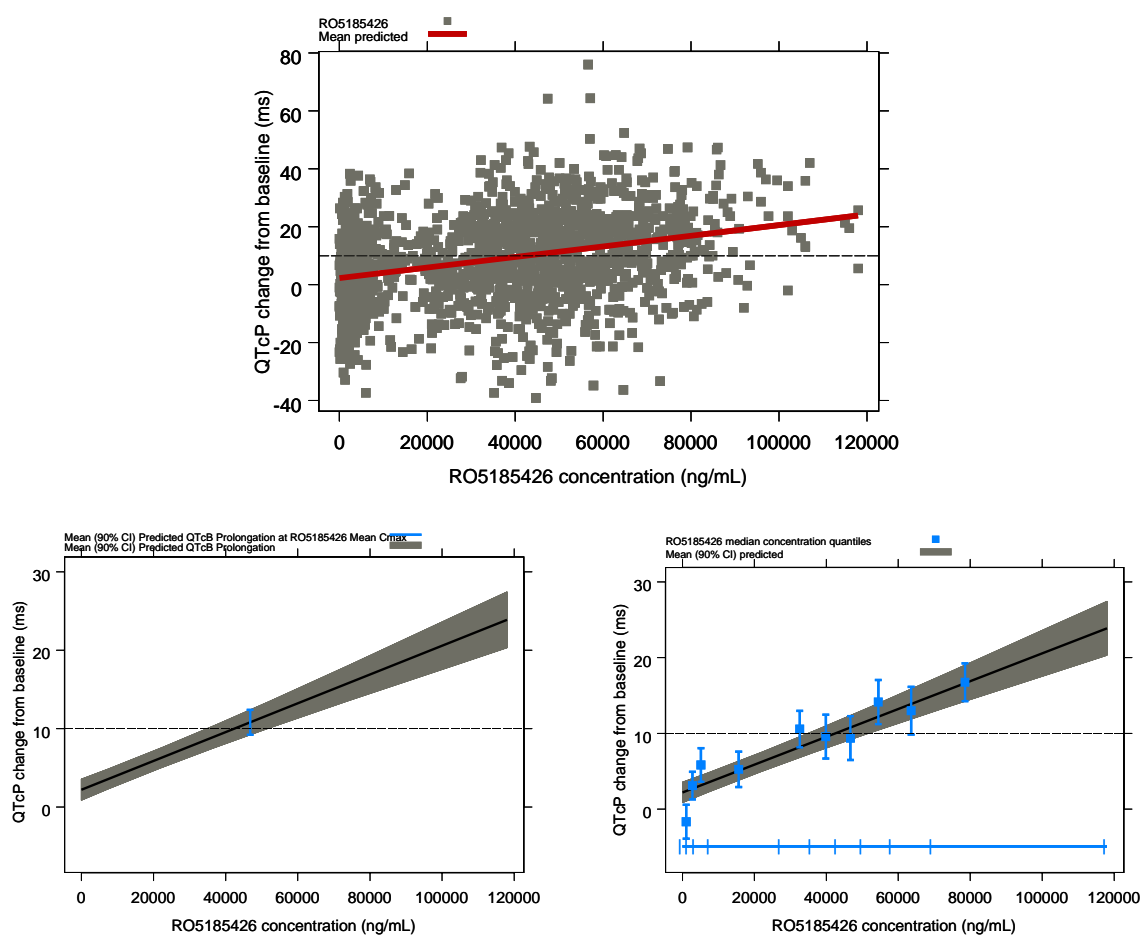 RO5185426
Mean predicted
80
60
40
20
0
-20
-40
QTcP change from baseline (ms)
0 20000 40000 60000 80000 100000 120000
RO5185426 concentration (ng/mL)
Mean (90% CI) Predicted QTcB Prolongation at RO5185426 Mean Cmax
Mean (90% CI) Predicted QTcB Prolongation
30
20
10
0
QTcP change from baseline (ms)
0 20000 40000 60000 80000 100000 120000
RO5185426 concentration (ng/mL)
RO5185426 median concentration quantiles
Mean (90% CI) predicted
30
20
10
0
QTcP change from baseline (ms)
0 20000 40000 60000 80000 100000 120000
RO5185426 concentration (ng/mL)